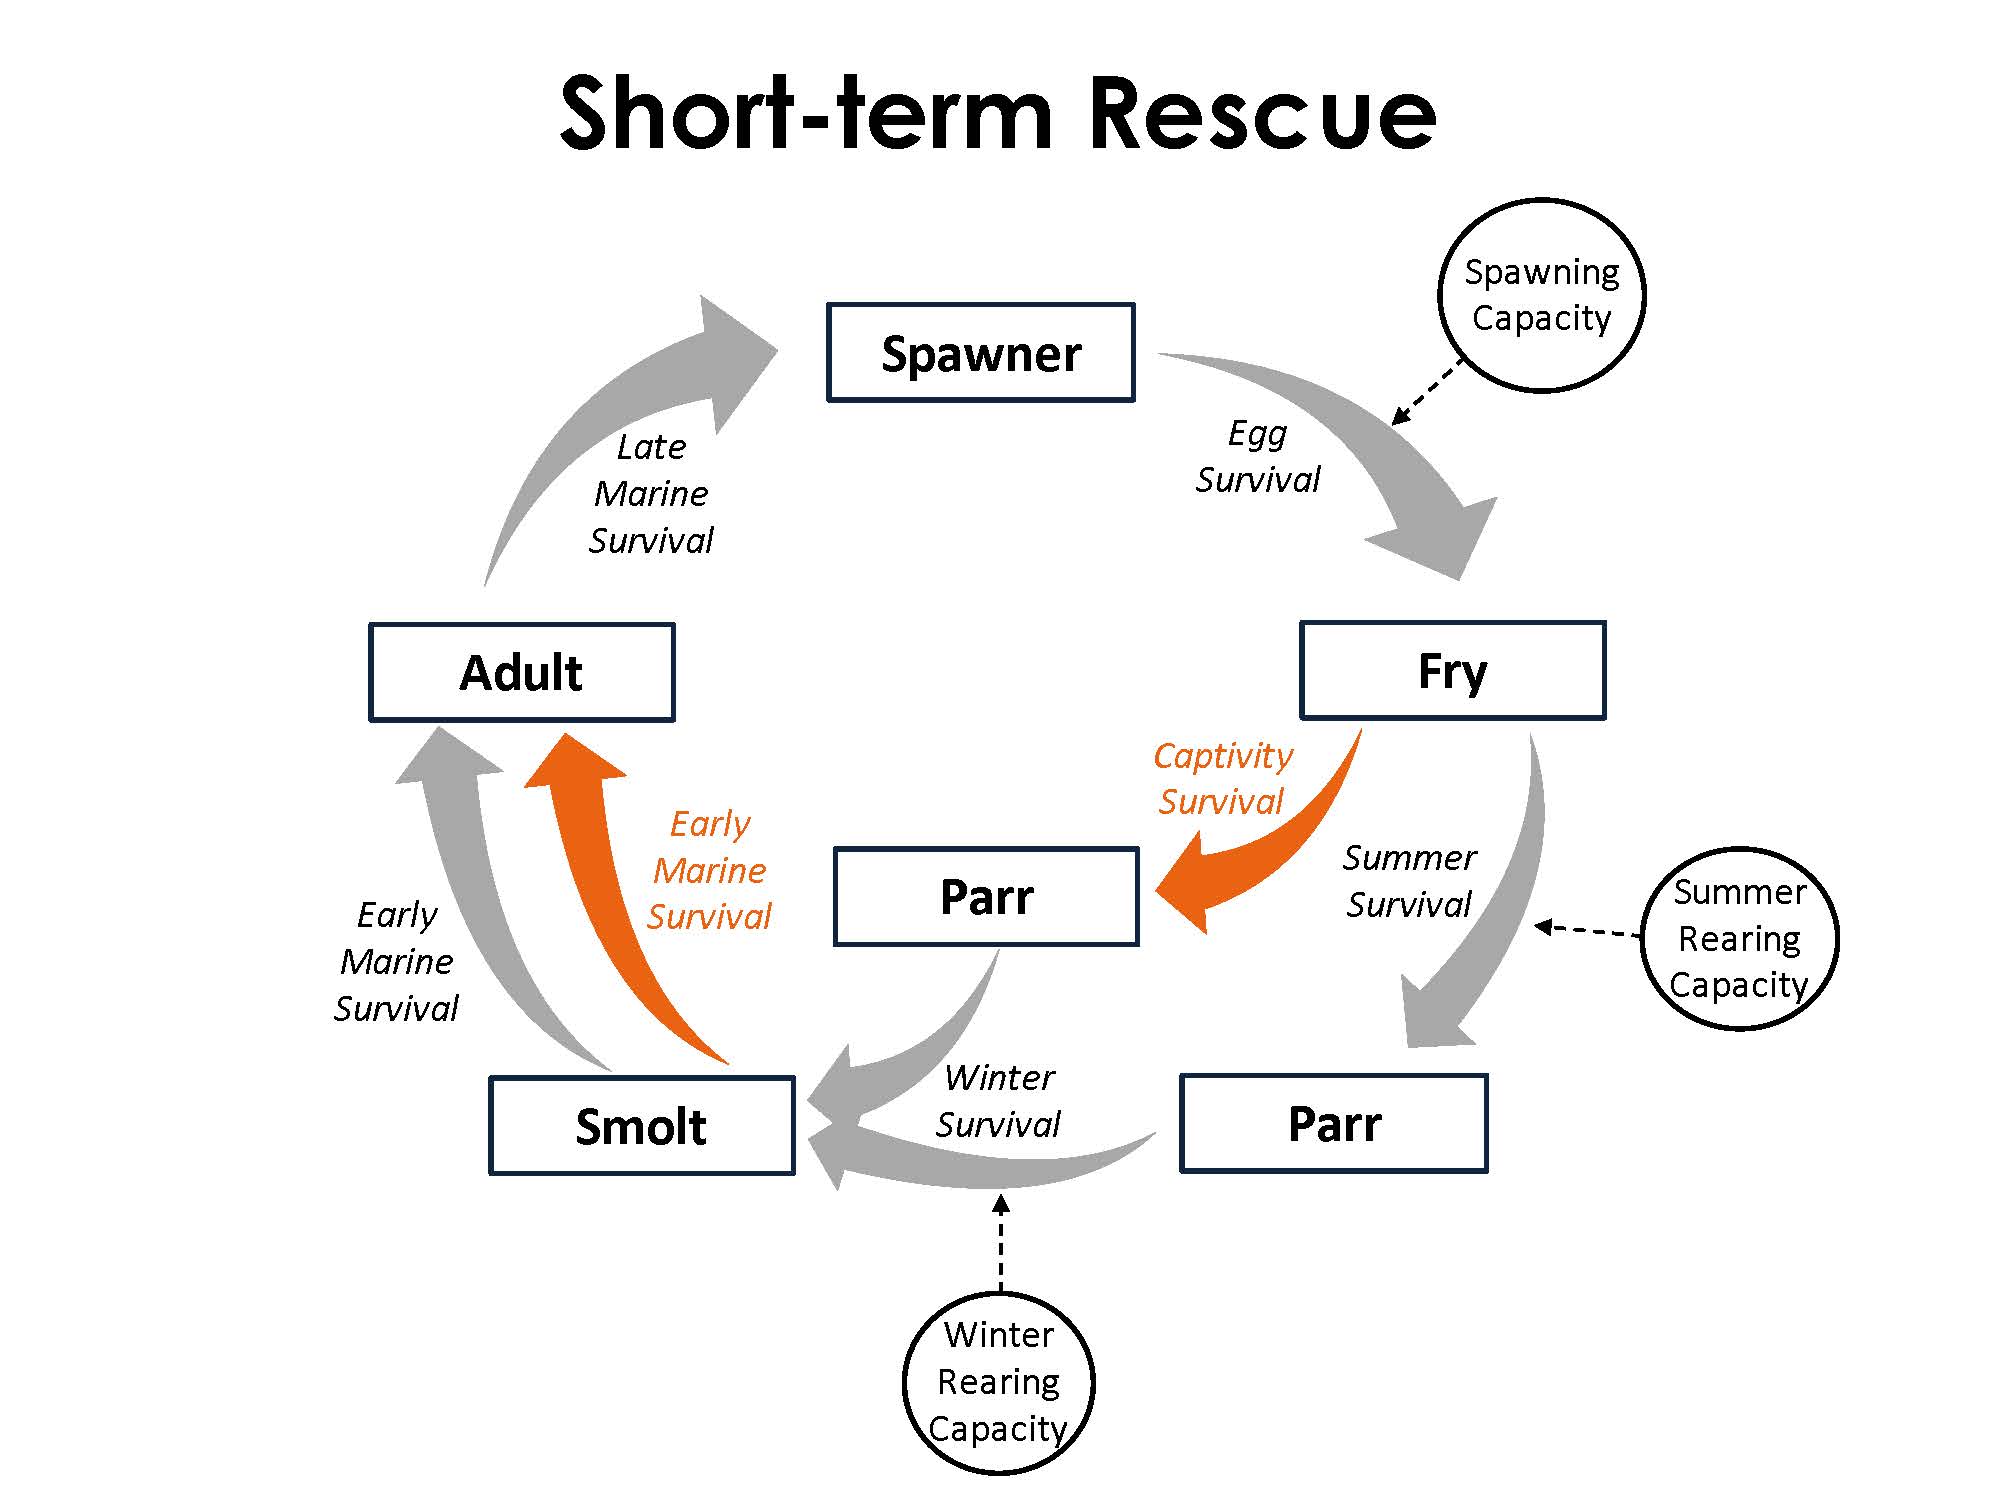 Short-term Rescue
Spawning
Capacity
Spawner
Egg
Survival
Late
Marine
Survival
Adult
Fry
Captivity
Survival
Early
Marine
Survival
Summer
Survival
Parr
Summer
Rearing
Capacity
Early
Marine
Survival
Winter
Survival
Smolt
Parr
Winter
Rearing
Capacity